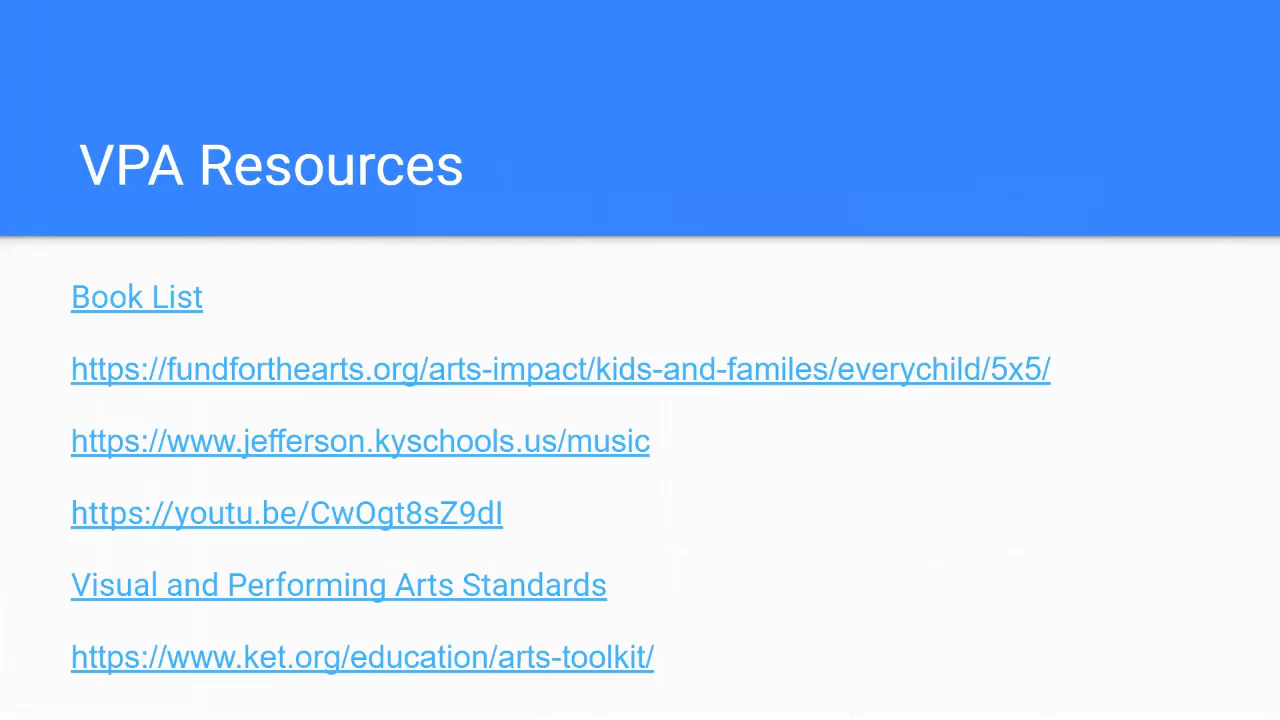 VPA Resources
Book List
https://fundforthearts.org/arts-impact/kids-and-familes/everychild/5x5/
https://www.jefferson.kyschools.us/music
https://youtu.be/CwOgt8sZ9dI
Visual and Performing Arts Standards
https://www.ket.org/education/arts-toolkit/